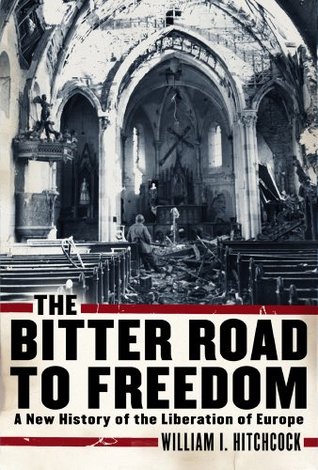 THE
BITTER ROAD
TO FREEDOM
A New History of the Liberation of Europe
WILLIAM I. HITCHCOCK